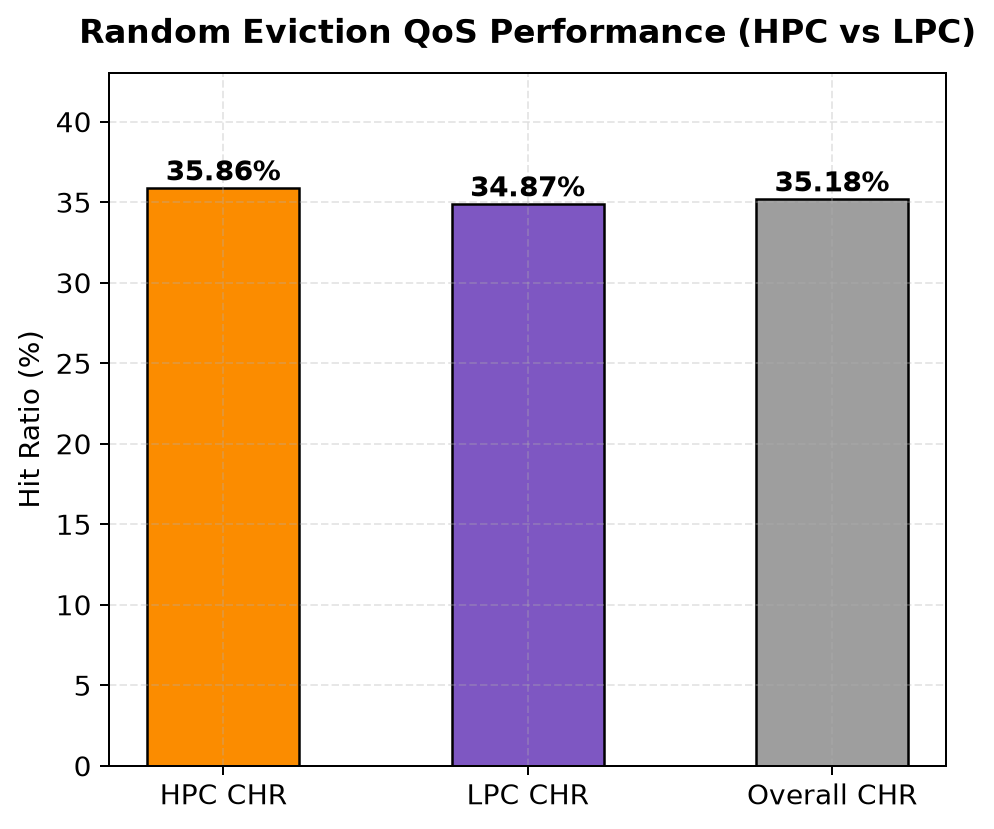 Random Eviction QoS Performance (HPC vs LPC)
Hit Ratio (%)
40
35
30
25
20
15
10
5
0
35.86%
34.87%
35.18%
HPC CHR
LPC CHR
Overall CHR